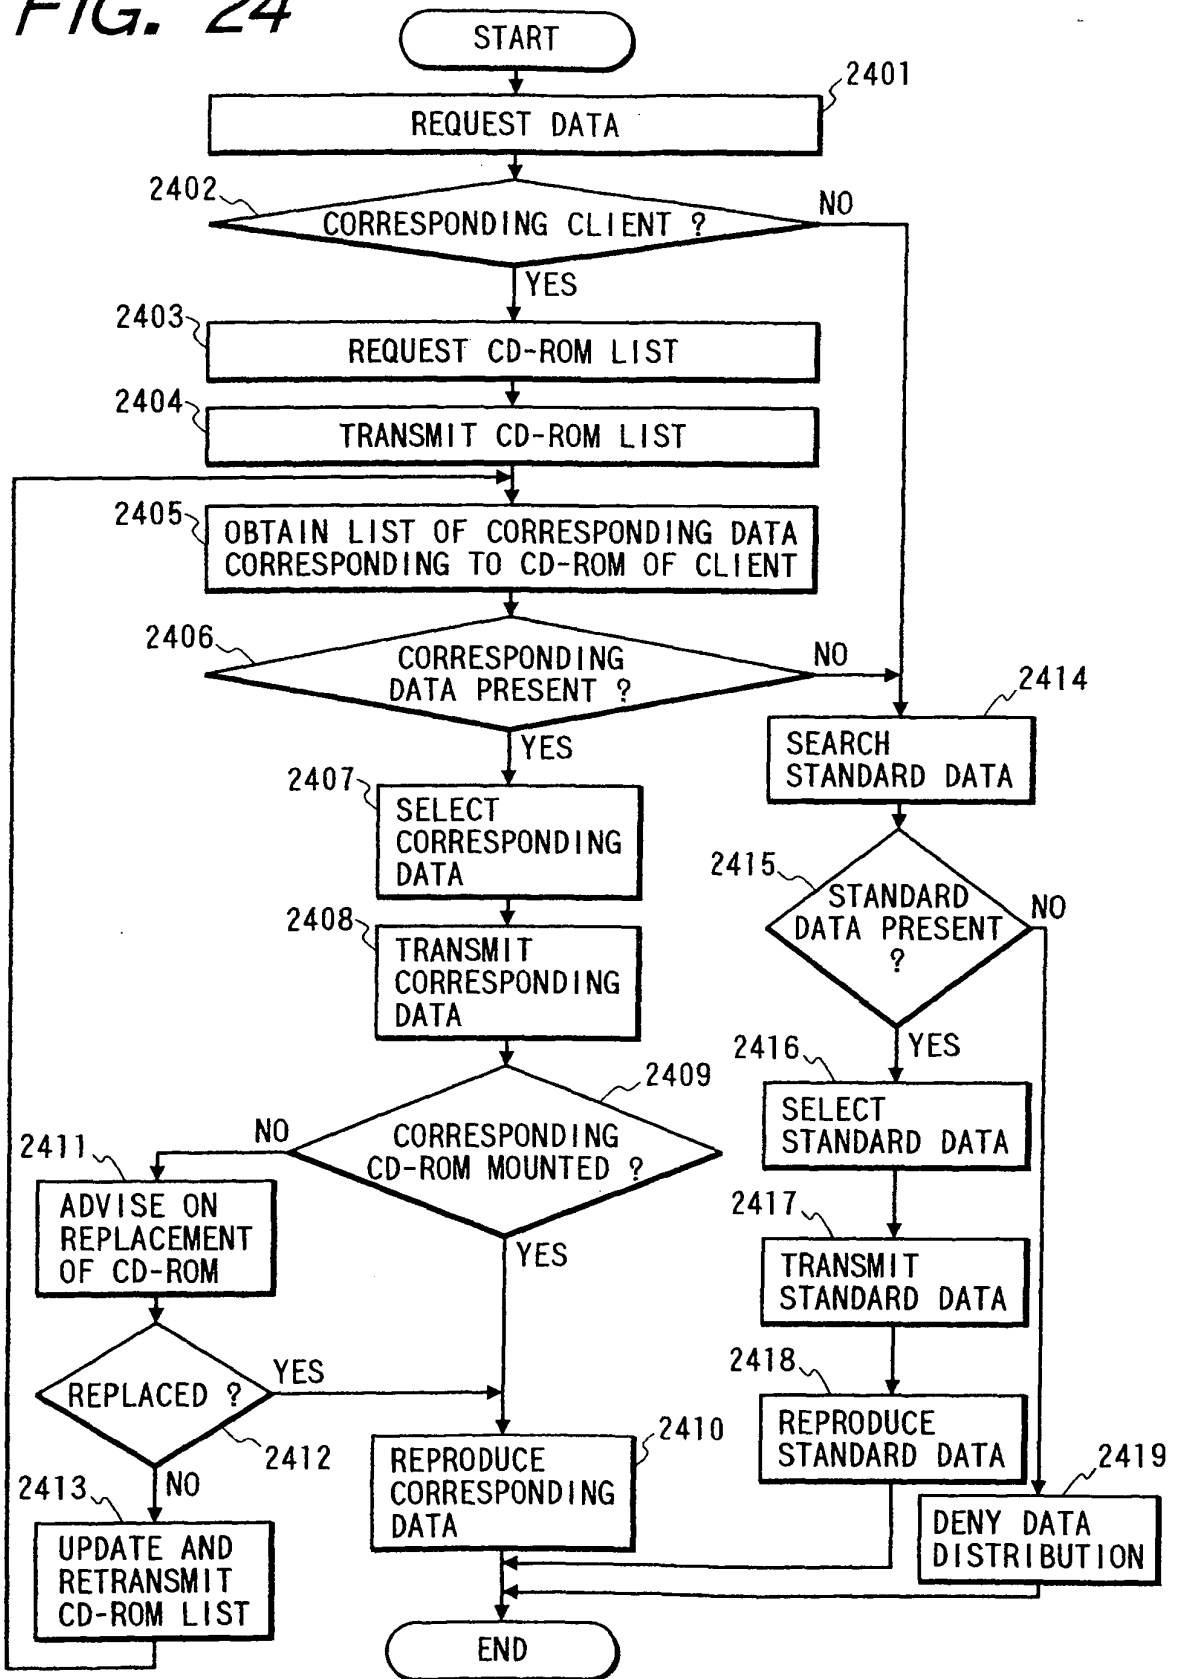 FIG. 24
START
2401
REQUEST DATA
2402
CORRESPONDING CLIENT ?
NO
YES
2403
REQUEST CD-ROM LIST
2404
TRANSMIT CD-ROM LIST
2405
OBTAIN LIST OF CORRESPONDING DATA
CORRESPONDING TO CD-ROM OF CLIENT
2406
CORRESPONDING
DATA PRESENT ?
NO
YES
2414
SEARCH
STANDARD DATA
2407
SELECT
CORRESPONDING
DATA
2415
STANDARD
DATA PRESENT
?
NO
YES
2408
TRANSMIT
CORRESPONDING
DATA
2416
SELECT
STANDARD DATA
2409
CORRESPONDING
CD-ROM MOUNTED ?
NO
YES
2411
ADVISE ON
REPLACEMENT
OF CD-ROM
2417
TRANSMIT
STANDARD DATA
REPLACED ?
YES
2412
NO
2418
REPRODUCE
STANDARD DATA
2410
REPRODUCE
CORRESPONDING
DATA
2419
DENY DATA
DISTRIBUTION
2413
UPDATE AND
RETRANSMIT
CD-ROM LIST
END